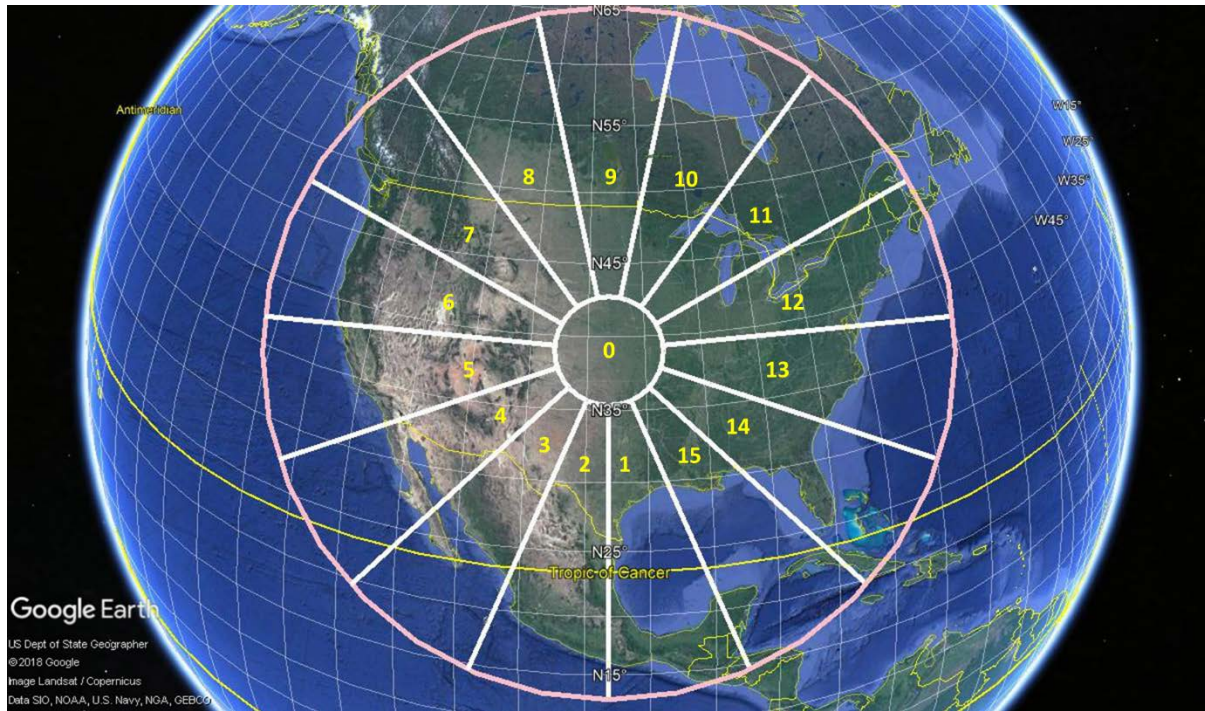 N65°
Antimeridian
W15°
N55°
W25°
8
9
10
W35°
11
W45°
7
N45°
6
12
0
5
13
N35°
4
14
3
2
1
15
N25°
Tropic of Cancer
Google Earth
US Dept of State Geographer
©2018 Google
Image Landsat / Copernicus
N15°
Data SIO, NOAA, U.S. Navy, NGA, GEBCO